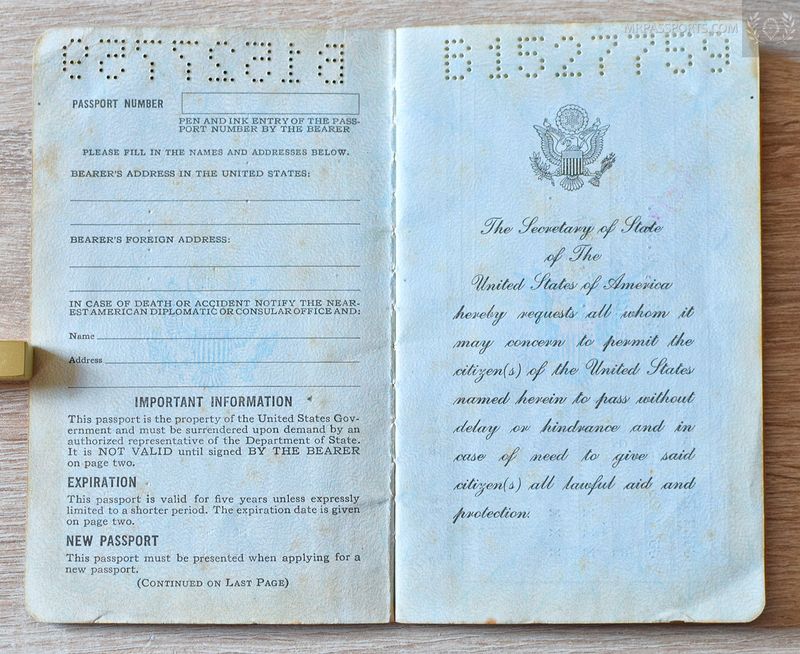 MRPASSPORTS.COM
B1527759
PASSPORT NUMBER
PEN AND INK ENTRY OF THE PASS-
PORT NUMBER BY THE BEARER
PLEASE FILL IN THE NAMES AND ADDRESSES BELOW.
BEARER'S ADDRESS IN THE UNITED STATES:
BEARER'S FOREIGN ADDRESS:
IN CASE OF DEATH OR ACCIDENT NOTIFY THE NEAR-
EST AMERICAN DIPLOMATIC OR CONSULAR OFFICE AND:
Name
Address
IMPORTANT INFORMATION
This passport is the property of the United States Gov-
ernment and must be surrendered upon demand by an
authorized representative of the Department of State.
It is NOT VALID until signed BY THE BEARER
on page two.
EXPIRATION
This passport is valid for five years unless expressly
limited to a shorter period. The expiration date is given
on page two.
NEW PASSPORT
This passport must be presented when applying for a
new passport.
(CONTINUED ON LAST PAGE)
B1527759
The Secretary of State
of The
United States of America
hereby requests all whom it
may concern to permit the
citizen(s) of the United States
named herein to pass without
delay or hindrance and in
case of need to give said
citizen(s) all lawful aid and
protection.